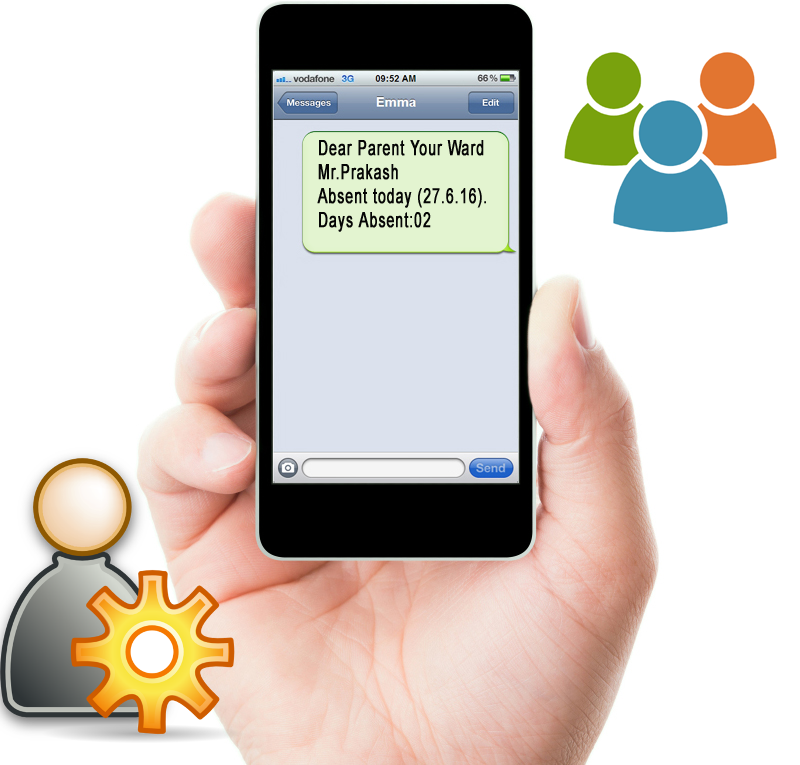 vodafone 3G 09:52 AM 66%
Messages Emma Edit
Dear Parent Your Ward
Mr.Prakash
Absent today (27.6.16).
Days Absent:02
Send